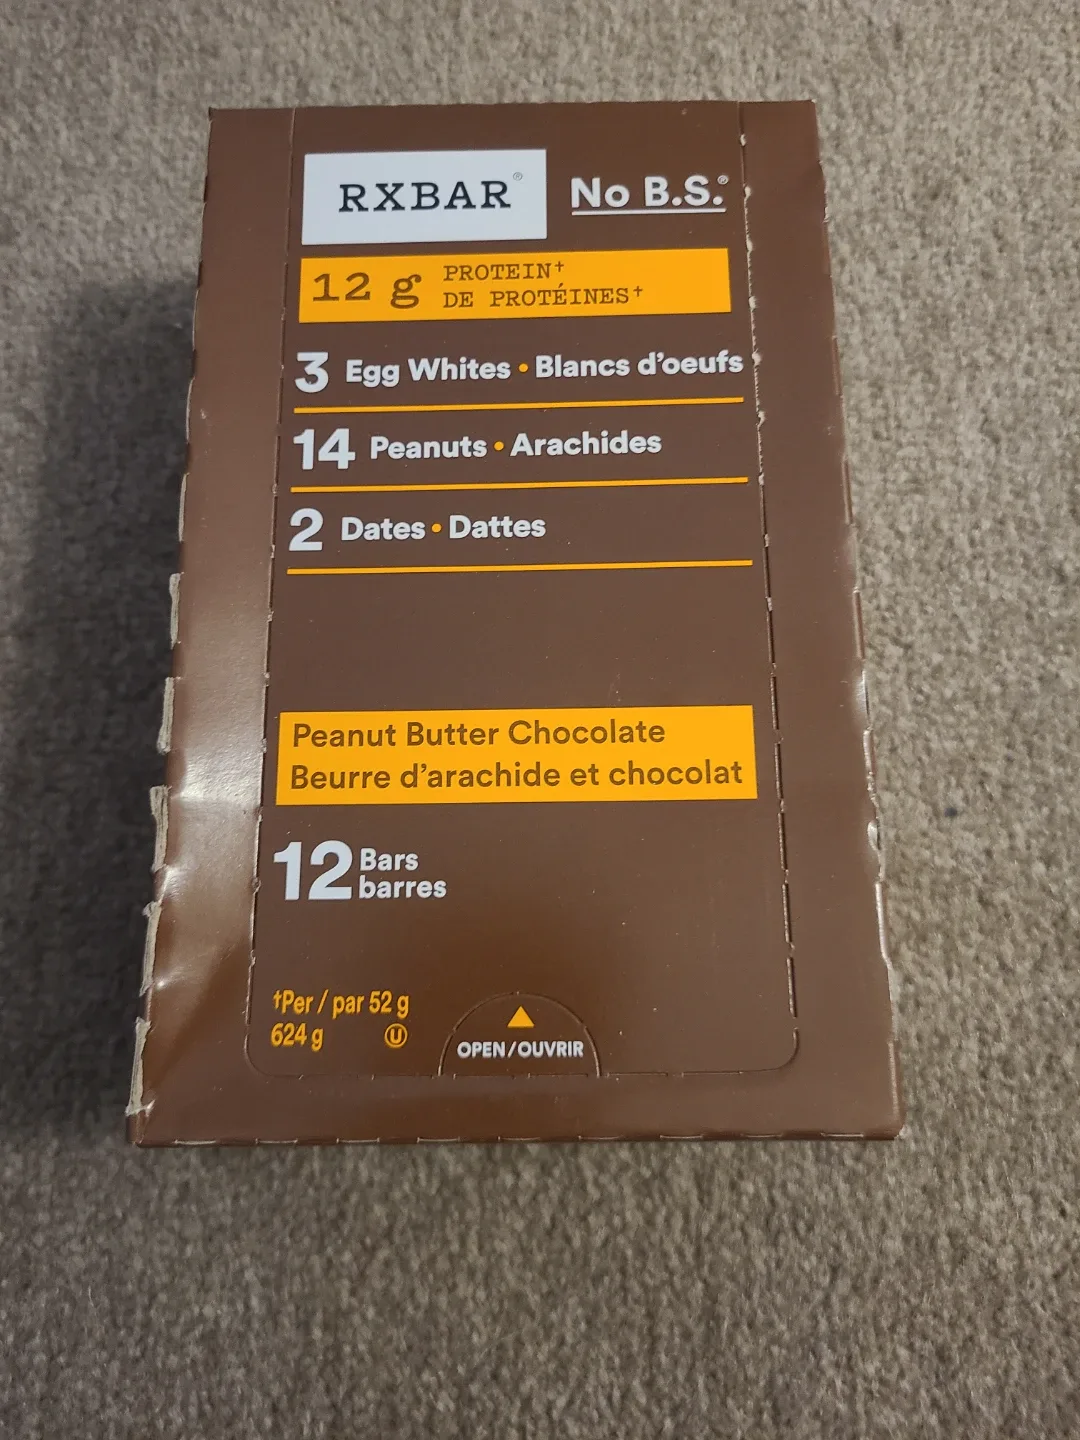 RXBAR® No B.S.®
12 g PROTEIN†
DE PROTÉINES†
3 Egg Whites • Blancs d'oeufs
14 Peanuts • Arachides
2 Dates • Dattes
Peanut Butter Chocolate
Beurre d'arachide et chocolat
12 Bars
barres
†Per / par 52 g
624 g U
OPEN/OUVRIR